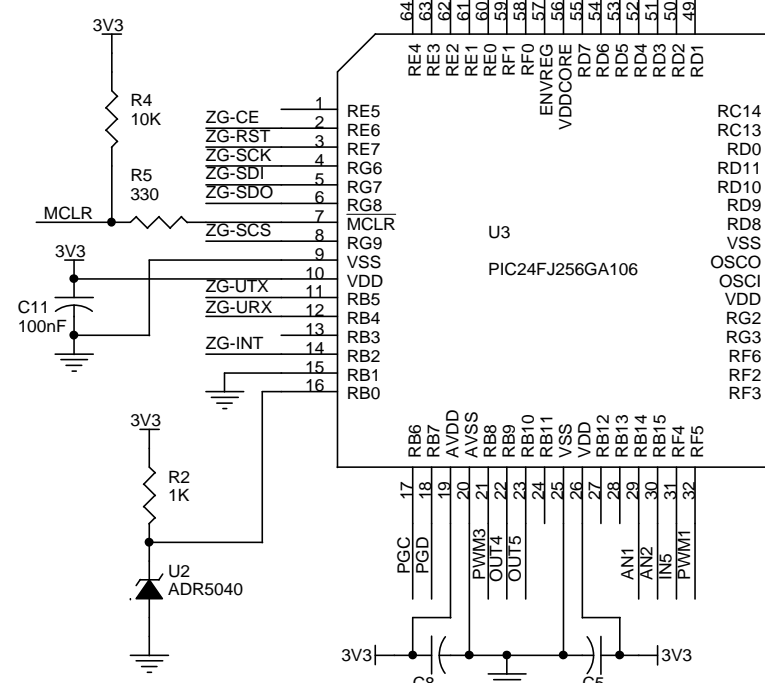 64 63 62 61 60 59 58 57 56 55 54 53 52 51 50 49
RE4 RE3 RE2 RE1 RE0 RF1 RF0 ENVREG VDDCORE RD7 RD6 RD5 RD4 RD3 RD2 RD1
3V3
R4
10K
R5
330
MCLR
3V3
C11
100nF
1 RE5
ZG-CE 2 RE6
ZG-RST 3 RE7
ZG-SCK 4 RG6
ZG-SDI 5 RG7
ZG-SDO 6 RG8
7 MCLR
ZG-SCS 8 RG9
9 VSS
10 VDD
ZG-UTX 11 RB5
ZG-URX 12 RB4
13 RB3
ZG-INT 14 RB2
15 RB1
16 RB0
U3
PIC24FJ256GA106
RC14
RC13
RD0
RD11
RD10
RD9
RD8
VSS
OSCO
OSCI
VDD
RG2
RG3
RF6
RF2
RF3
RB6 RB7 AVDD AVSS RB8 RB9 RB10 RB11 VSS VDD RB12 RB13 RB14 RB15 RF4 RF5
17 18 19 20 21 22 23 24 25 26 27 28 29 30 31 32
PGC PGD PWM3 OUT4 OUT5 AN1 AN2 IN5 PWM1
3V3
R2
1K
U2
ADR5040
3V3
C8
C5
3V3